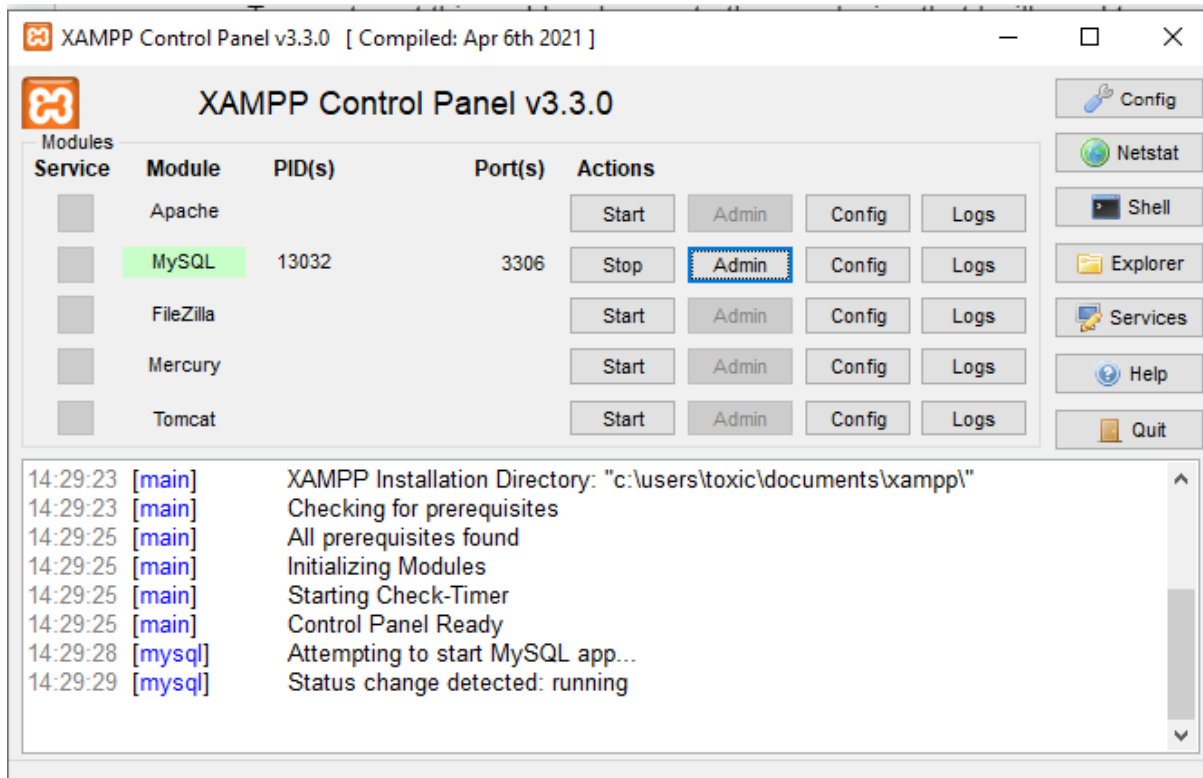 XAMPP Control Panel v3.3.0 [ Compiled: Apr 6th 2021 ]
XAMPP Control Panel v3.3.0
Config
Modules
Netstat
Service Module PID(s) Port(s) Actions
Apache Start Admin Config Logs
Shell
MySQL 13032 3306 Stop Admin Config Logs
Explorer
FileZilla Start Admin Config Logs
Services
Mercury Start Admin Config Logs
Help
Tomcat Start Admin Config Logs
Quit
14:29:23 [main] XAMPP Installation Directory: "c:\users\toxic\documents\xampp\"
14:29:23 [main] Checking for prerequisites
14:29:25 [main] All prerequisites found
14:29:25 [main] Initializing Modules
14:29:25 [main] Starting Check-Timer
14:29:25 [main] Control Panel Ready
14:29:28 [mysql] Attempting to start MySQL app...
14:29:29 [mysql] Status change detected: running